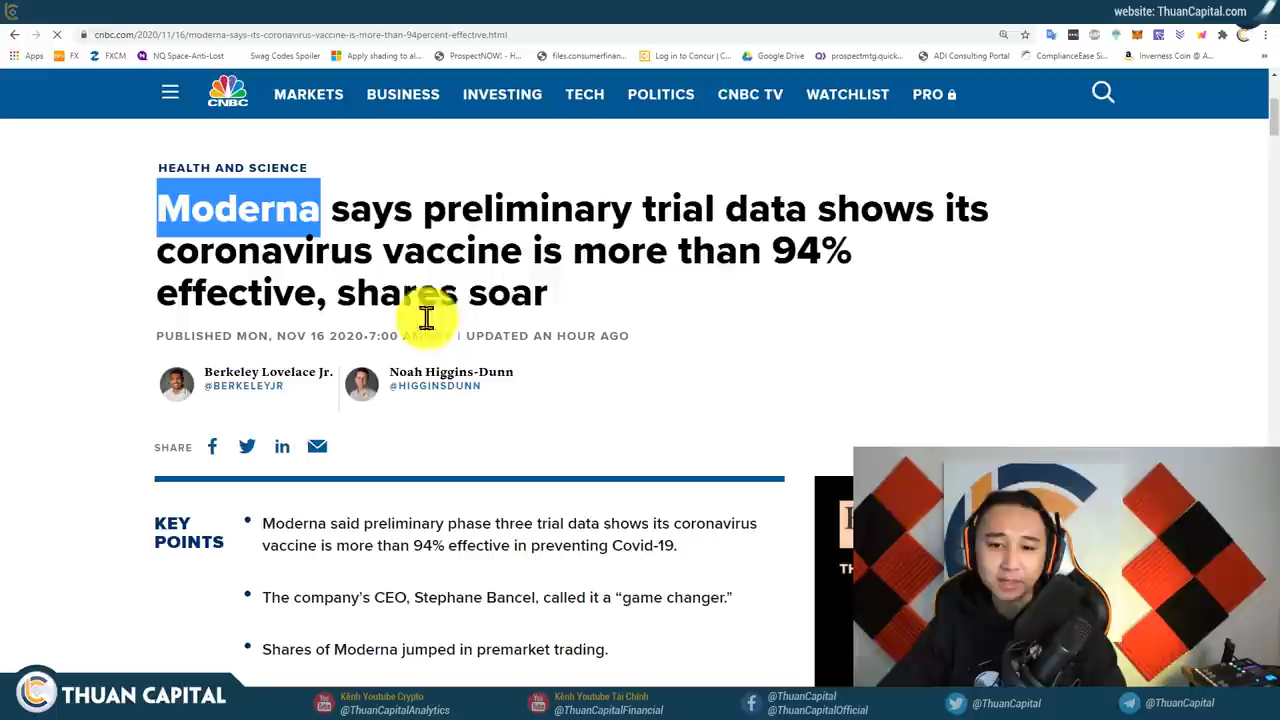 website: ThuanCapital.com
cnbc.com/2020/11/16/moderna-says-its-coronavirus-vaccine-is-more-than-94percent-effective.html
Apps FX FXCM NQ Space-Anti-Lost Swag Codes Spoiler Apply shading to al... ProspectNOW! - H... files.consumerfinan... Log in to Concur | C... Google Drive prospectmtg.quick... ADI Consulting Portal ComplianceEase Si... Inverness Coin @ A...
CNBC MARKETS BUSINESS INVESTING TECH POLITICS CNBC TV WATCHLIST PRO
HEALTH AND SCIENCE
Moderna says preliminary trial data shows its
coronavirus vaccine is more than 94%
effective, shares soar
PUBLISHED MON, NOV 16 2020•7:00 | UPDATED AN HOUR AGO
Berkeley Lovelace Jr.
@BERKELEYJR
Noah Higgins-Dunn
@HIGGINSDUNN
SHARE
KEY
POINTS
• Moderna said preliminary phase three trial data shows its coronavirus
vaccine is more than 94% effective in preventing Covid-19.
• The company’s CEO, Stephane Bancel, called it a “game changer.”
• Shares of Moderna jumped in premarket trading.
THUAN CAPITAL
Kênh Youtube Crypto
@ThuanCapitalAnalytics
Kênh Youtube Tài Chính
@ThuanCapitalFinancial
@ThuanCapital
@ThuanCapitalOfficial
@ThuanCapital
@ThuanCapital